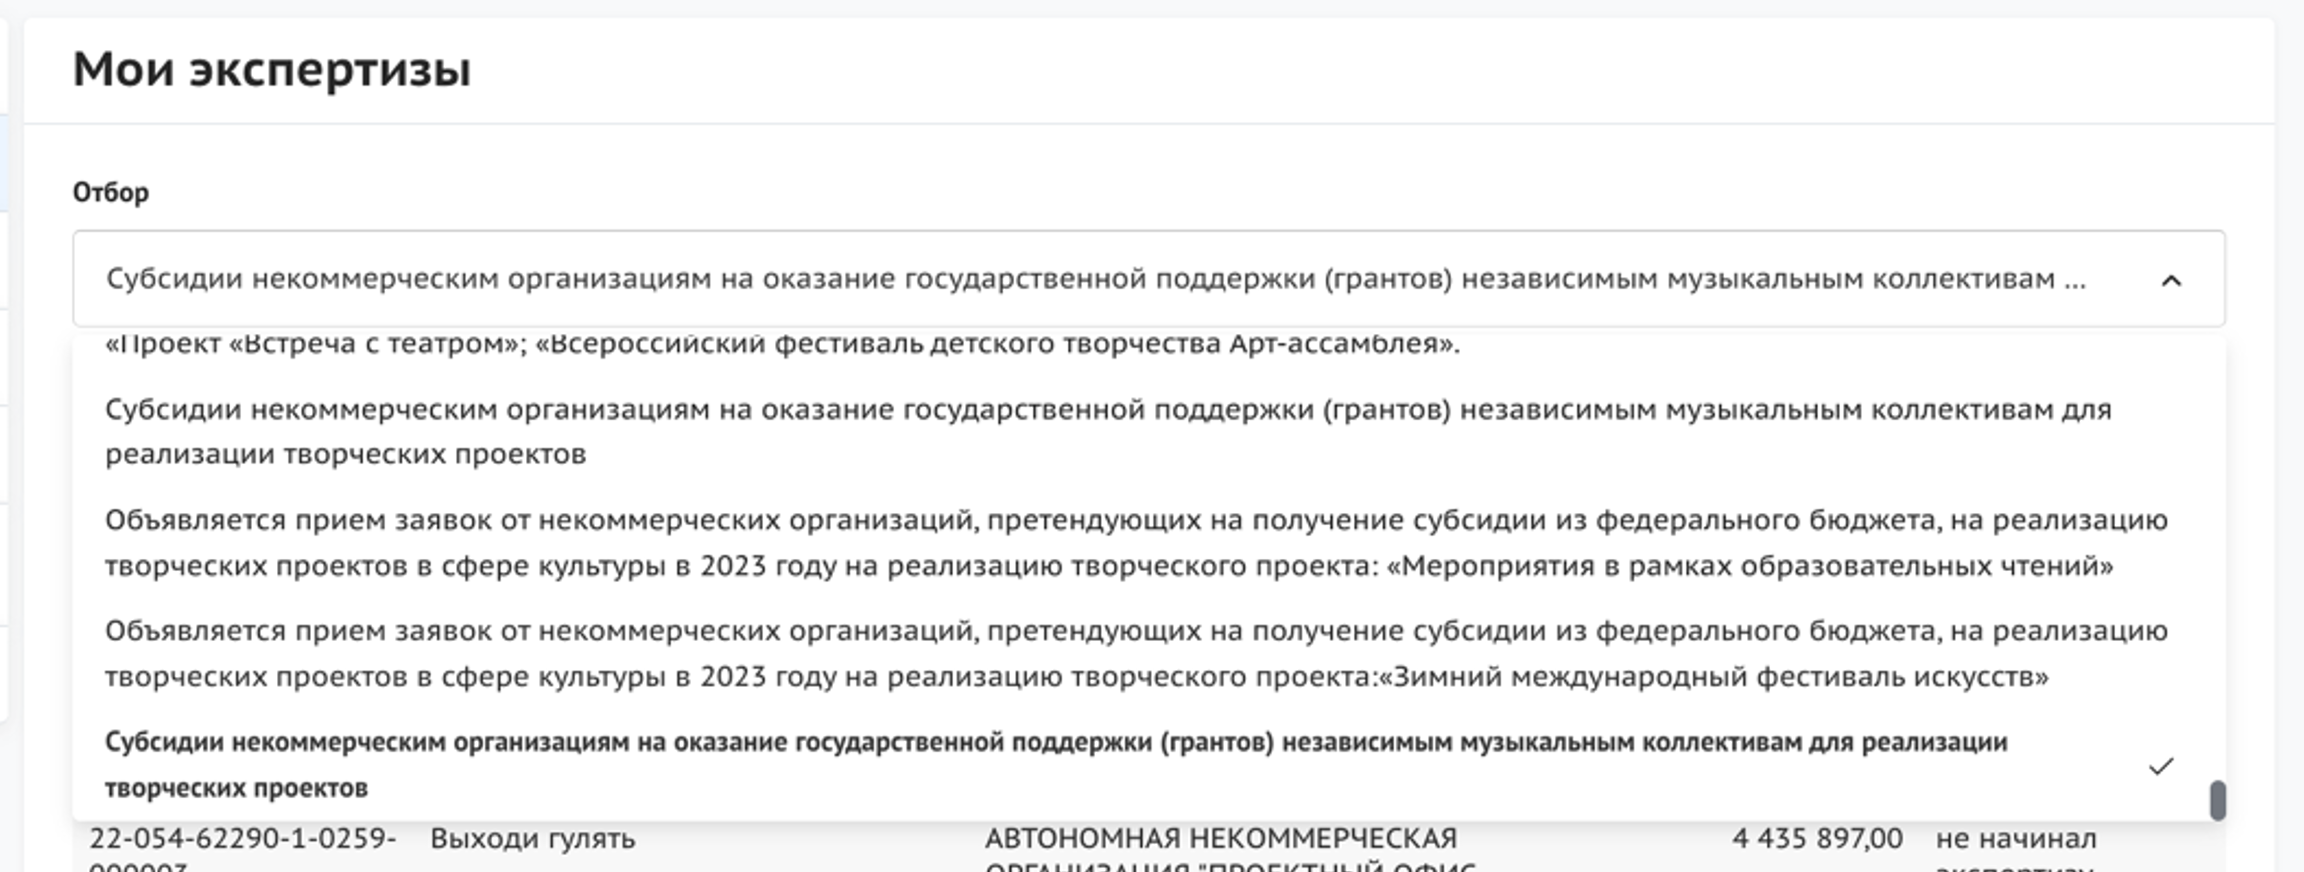 Мои экспертизы
Отбор
Субсидии некоммерческим организациям на оказание государственной поддержки (грантов) независимым музыкальным коллективам ...
«Проект «Встреча с театром»; «Всероссийский фестиваль детского творчества Арт-ассамблея».
Субсидии некоммерческим организациям на оказание государственной поддержки (грантов) независимым музыкальным коллективам для
реализации творческих проектов
Объявляется прием заявок от некоммерческих организаций, претендующих на получение субсидии из федерального бюджета, на реализацию
творческих проектов в сфере культуры в 2023 году на реализацию творческого проекта: «Мероприятия в рамках образовательных чтений»
Объявляется прием заявок от некоммерческих организаций, претендующих на получение субсидии из федерального бюджета, на реализацию
творческих проектов в сфере культуры в 2023 году на реализацию творческого проекта:«Зимний международный фестиваль искусств»
Субсидии некоммерческим организациям на оказание государственной поддержки (грантов) независимым музыкальным коллективам для реализации
творческих проектов
22-054-62290-1-0259- Выходи гулять АВТОНОМНАЯ НЕКОММЕРЧЕСКАЯ 4 435 897,00 не начинал
ОРГАНИЗАЦИЯ "ПРОЕКТНЫЙ ОФИС экспертизу